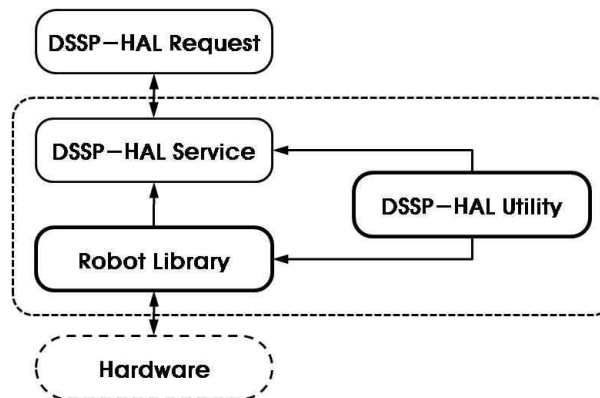 DSSP-HAL Request
DSSP-HAL Service
DSSP-HAL Utility
Robot Library
Hardware